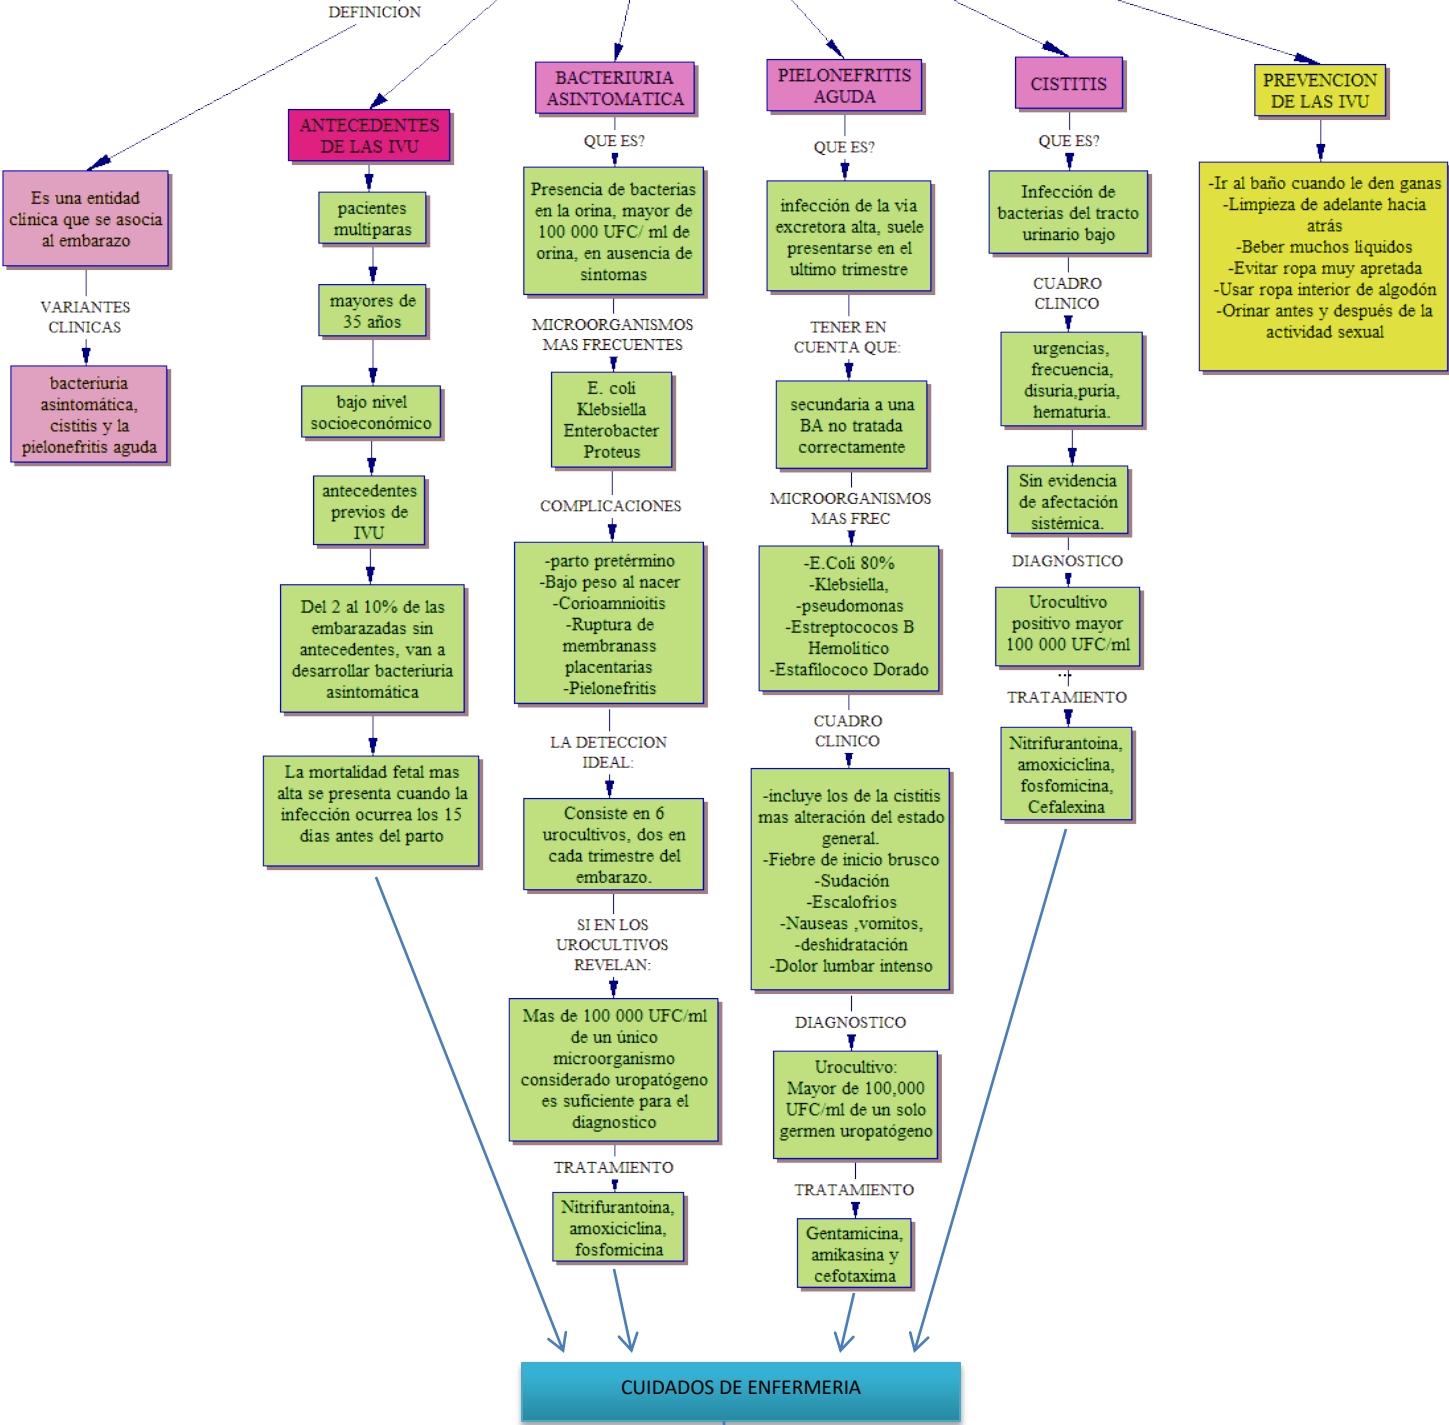 DEFINICION
Es una entidad
clínica que se asocia
al embarazo
VARIANTES
CLINICAS
bacteriuria
asintomática,
cistitis y la
pielonefritis aguda
ANTECEDENTES
DE LAS IVU
pacientes
multiparas
mayores de
35 años
bajo nivel
socioeconómico
antecedentes
previos de
IVU
Del 2 al 10% de las
embarazadas sin
antecedentes, van a
desarrollar bacteriuria
asintomática
La mortalidad fetal mas
alta se presenta cuando la
infección ocurrea los 15
dias antes del parto
BACTERIURIA
ASINTOMATICA
QUE ES?
Presencia de bacterias
en la orina, mayor de
100 000 UFC/ ml de
orina, en ausencia de
sintomas
MICROORGANISMOS
MAS FRECUENTES
E. coli
Klebsiella
Enterobacter
Proteus
COMPLICACIONES
-parto pretérmino
-Bajo peso al nacer
-Corioamnioitis
-Ruptura de
membranass
placentarias
-Pielonefritis
LA DETECCION
IDEAL:
Consiste en 6
urocultivos, dos en
cada trimestre del
embarazo.
SI EN LOS
UROCULTIVOS
REVELAN:
Mas de 100 000 UFC/ml
de un único
microorganismo
considerado uropatógeno
es suficiente para el
diagnostico
TRATAMIENTO
Nitrifurantoina,
amoxiciclina,
fosfomicina
PIELONEFRITIS
AGUDA
QUE ES?
infección de la via
excretora alta, suele
presentarse en el
ultimo trimestre
TENER EN
CUENTA QUE:
secundaria a una
BA no tratada
correctamente
MICROORGANISMOS
MAS FREC
-E.Coli 80%
-Klebsiella,
-pseudomonas
-Estreptococos B
Hemolitico
-Estafilococo Dorado
CUADRO
CLINICO
-incluye los de la cistitis
mas alteración del estado
general.
-Fiebre de inicio brusco
-Sudación
-Escalofrios
-Nauseas ,vomitos,
-deshidratación
-Dolor lumbar intenso
DIAGNOSTICO
Urocultivo:
Mayor de 100,000
UFC/ml de un solo
germen uropatógeno
TRATAMIENTO
Gentamicina,
amikasina y
cefotaxima
CISTITIS
QUE ES?
Infección de
bacterias del tracto
urinario bajo
CUADRO
CLINICO
urgencias,
frecuencia,
disuria,puria,
hematuria.
Sin evidencia
de afectación
sistémica.
DIAGNOSTICO
Urocultivo
positivo mayor
100 000 UFC/ml
...
TRATAMIENTO
Nitrifurantoina,
amoxiciclina,
fosfomicina,
Cefalexina
PREVENCION
DE LAS IVU
-Ir al baño cuando le den ganas
-Limpieza de adelante hacia
atrás
-Beber muchos liquidos
-Evitar ropa muy apretada
-Usar ropa interior de algodón
-Orinar antes y después de la
actividad sexual
CUIDADOS DE ENFERMERIA